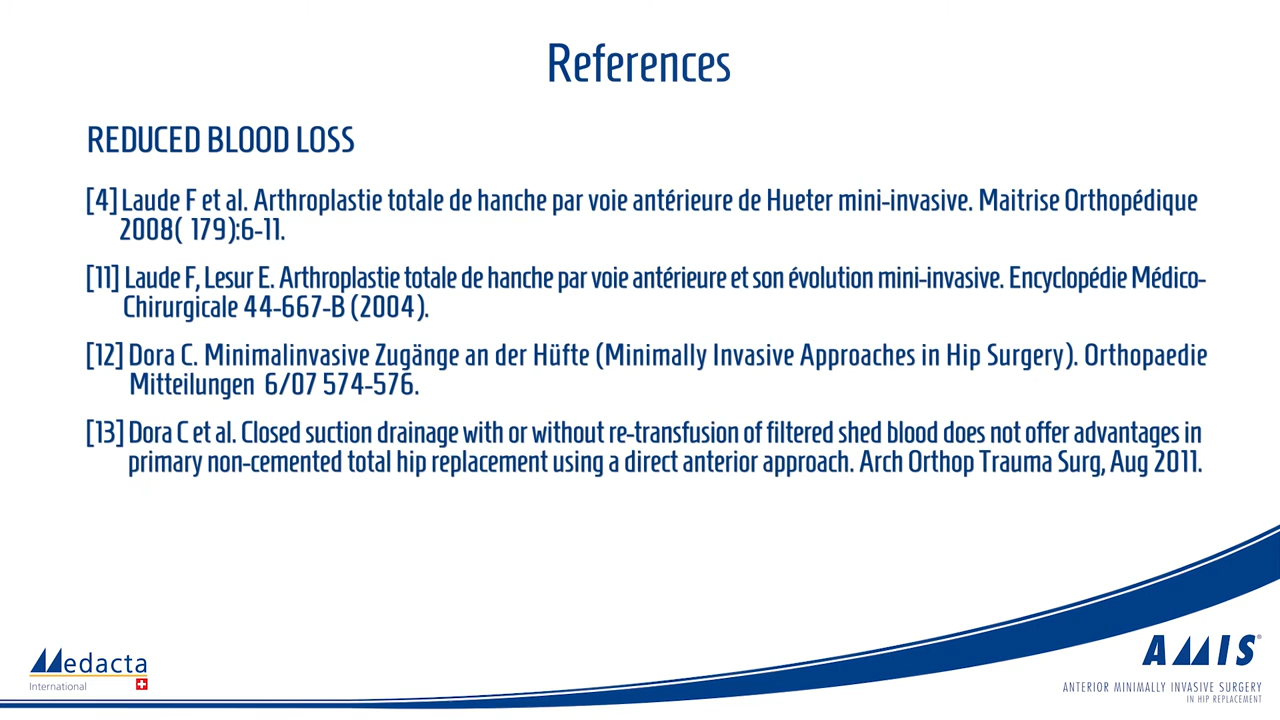 References
REDUCED BLOOD LOSS
[4] Laude F et al. Arthroplastie totale de hanche par voie antérieure de Hueter mini-invasive. Maitrise Orthopédique
2008( 179):6-11.
[11] Laude F, Lesur E. Arthroplastie totale de hanche par voie antérieure et son évolution mini-invasive. Encyclopédie Médico-
Chirurgicale 44-667-B (2004).
[12] Dora C. Minimalinvasive Zugänge an der Hüfte (Minimally Invasive Approaches in Hip Surgery). Orthopaedie
Mitteilungen 6/07 574-576.
[13] Dora C et al. Closed suction drainage with or without re-transfusion of filtered shed blood does not offer advantages in
primary non-cemented total hip replacement using a direct anterior approach. Arch Orthop Trauma Surg, Aug 2011.
Medacta
International
AMIS®
ANTERIOR MINIMALLY INVASIVE SURGERY
IN HIP REPLACEMENT